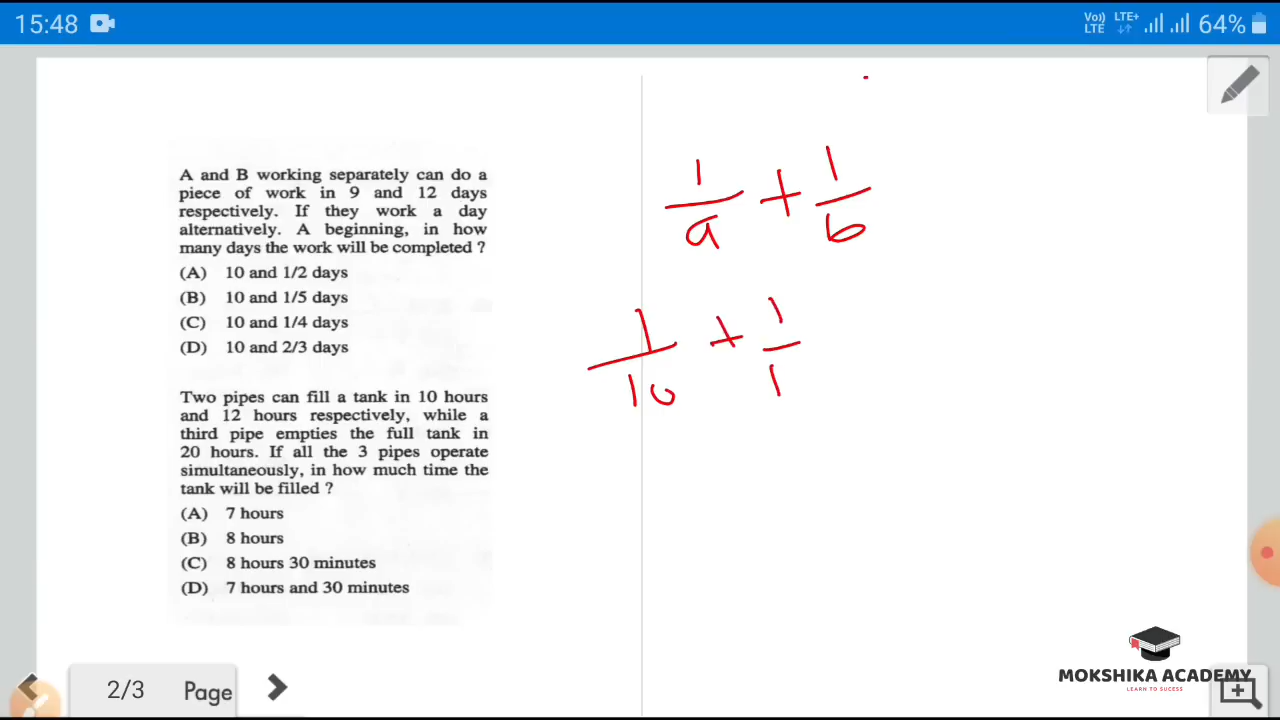 15:48
Vo)) LTE LTE+ 64%
A and B working separately can do a
piece of work in 9 and 12 days
respectively. If they work a day
alternatively. A beginning, in how
many days the work will be completed ?
(A) 10 and 1/2 days
(B) 10 and 1/5 days
(C) 10 and 1/4 days
(D) 10 and 2/3 days
Two pipes can fill a tank in 10 hours
and 12 hours respectively, while a
third pipe empties the full tank in
20 hours. If all the 3 pipes operate
simultaneously, in how much time the
tank will be filled ?
(A) 7 hours
(B) 8 hours
(C) 8 hours 30 minutes
(D) 7 hours and 30 minutes
1/a + 1/b
1/10 + 1/1
2/3 Page
MOKSHIKA ACADEMY
LEARN TO SUCESS